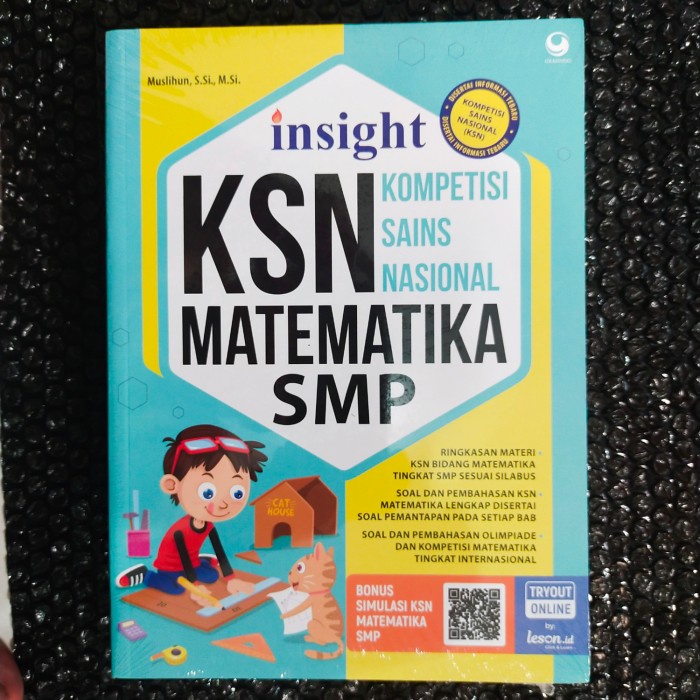 Muslihun, S.Si., M.Si.
insight
DISERTAI INFORMASI TERBARU
KOMPETISI
SAINS
NASIONAL
(KSN)
DISERTAI INFORMASI TERBARU
KSN
KOMPETISI
SAINS
NASIONAL
MATEMATIKA
SMP
RINGKASAN MATERI •
KSN BIDANG MATEMATIKA
TINGKAT SMP SESUAI SILABUS
SOAL DAN PEMBAHASAN KSN •
MATEMATIKA LENGKAP DISERTAI
SOAL PEMANTAPAN PADA SETIAP BAB
SOAL DAN PEMBAHASAN OLIMPIADE •
DAN KOMPETISI MATEMATIKA
TINGKAT INTERNASIONAL
CAT
HOUSE
BONUS
SIMULASI KSN
MATEMATIKA
SMP
TRYOUT
ONLINE
by:
leson.id